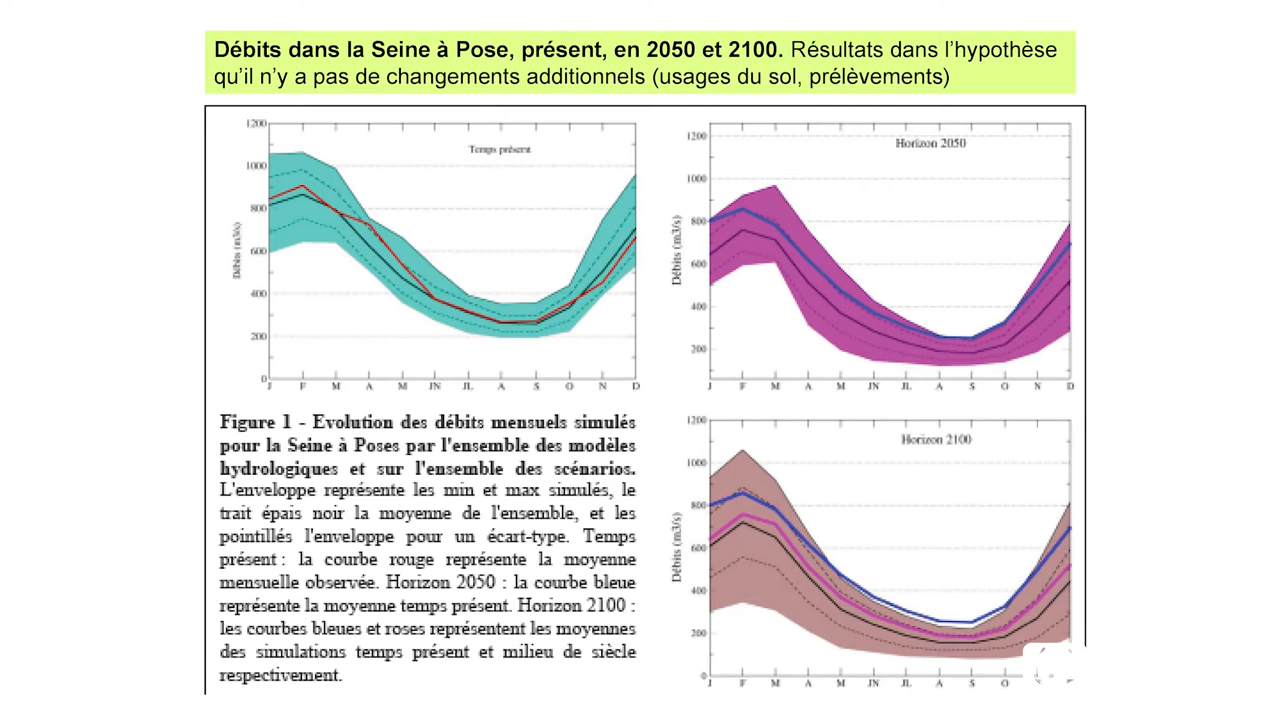 Débits dans la Seine à Pose, présent, en 2050 et 2100. Résultats dans l’hypothèse
qu’il n’y a pas de changements additionnels (usages du sol, prélèvements)
Temps présent
Débits (m3/s)
1200
1000
800
600
400
200
0
J F M A M JN JL A S O N D
Horizon 2050
Débits (m3/s)
1200
1000
800
600
400
200
J F M A M JN JL A S O N D
Figure 1 - Evolution des débits mensuels simulés
pour la Seine à Poses par l'ensemble des modèles
hydrologiques et sur l'ensemble des scénarios.
L'enveloppe représente les min et max simulés, le
trait épais noir la moyenne de l'ensemble, et les
pointillés l'enveloppe pour un écart-type. Temps
présent : la courbe rouge représente la moyenne
mensuelle observée. Horizon 2050 : la courbe bleue
représente la moyenne temps présent. Horizon 2100 :
les courbes bleues et roses représentent les moyennes
des simulations temps présent et milieu de siècle
respectivement.
Horizon 2100
Débits (m3/s)
1200
1000
800
600
400
200
0
J F M A M JN JL A S O N D